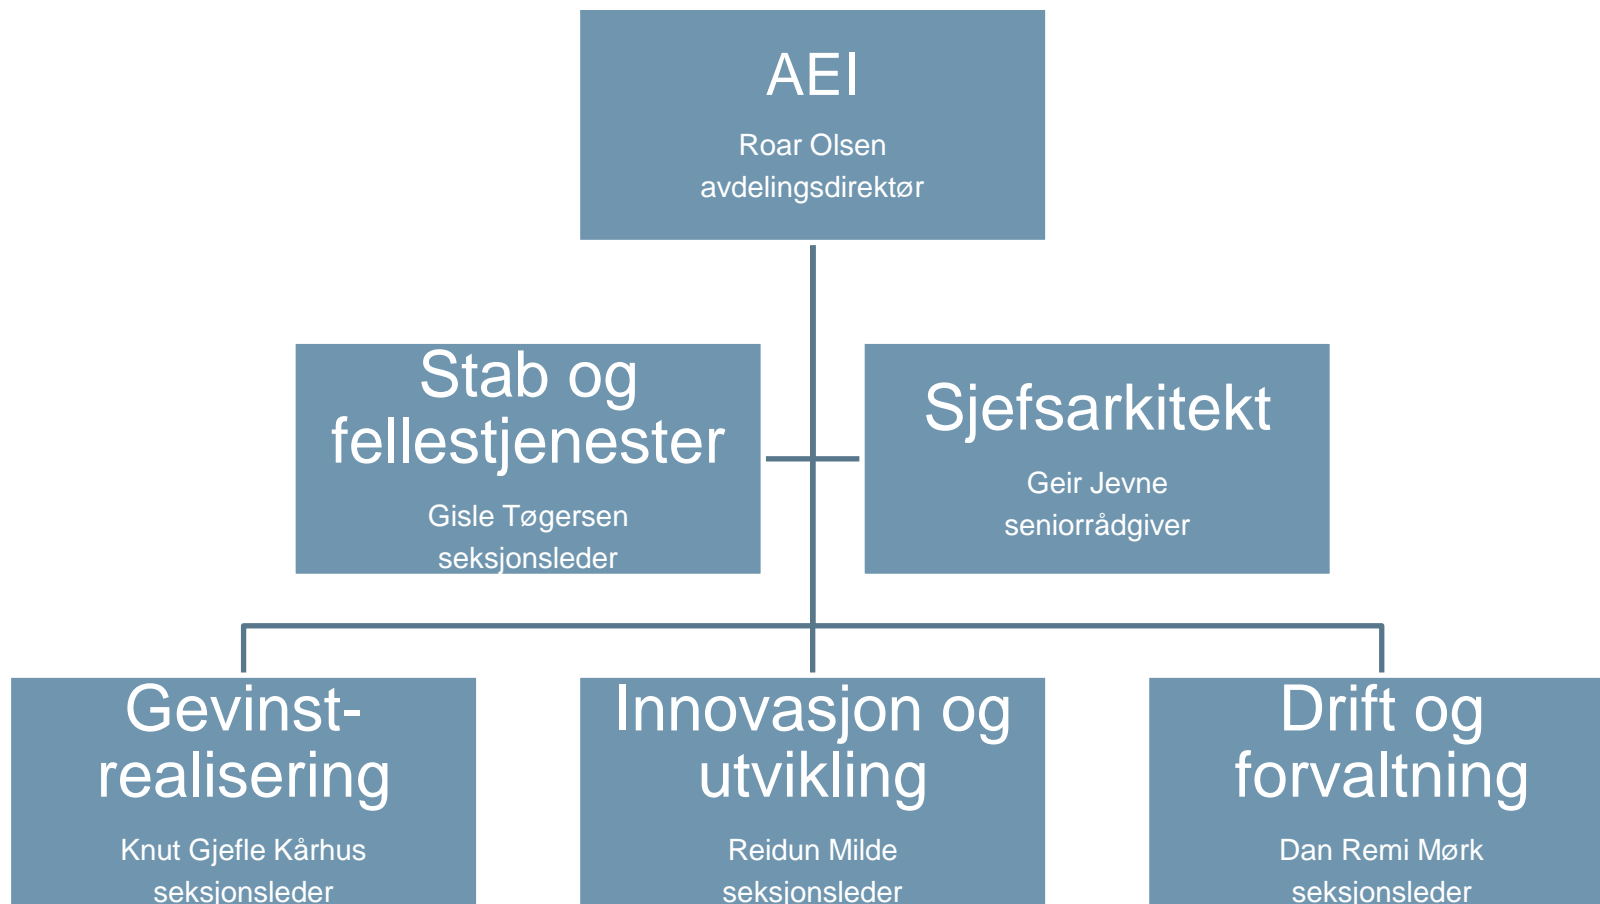 AEI
Roar Olsen
avdelingsdirektør
Stab og
fellestjenester
Gisle Tøgersen
seksjonsleder
Sjefsarkitekt
Geir Jevne
seniorrådgiver
Gevinst-
realisering
Knut Gjefle Kårhus
seksjonsleder
Innovasjon og
utvikling
Reidun Milde
seksjonsleder
Drift og
forvaltning
Dan Remi Mørk
seksjonsleder